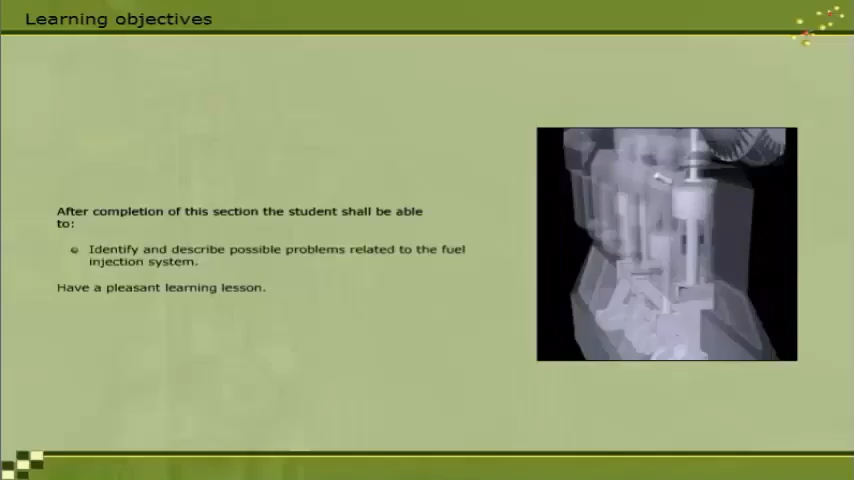 Learning objectives
After completion of this section the student shall be able
to:
Identify and describe possible problems related to the fuel
injection system.
Have a pleasant learning lesson.